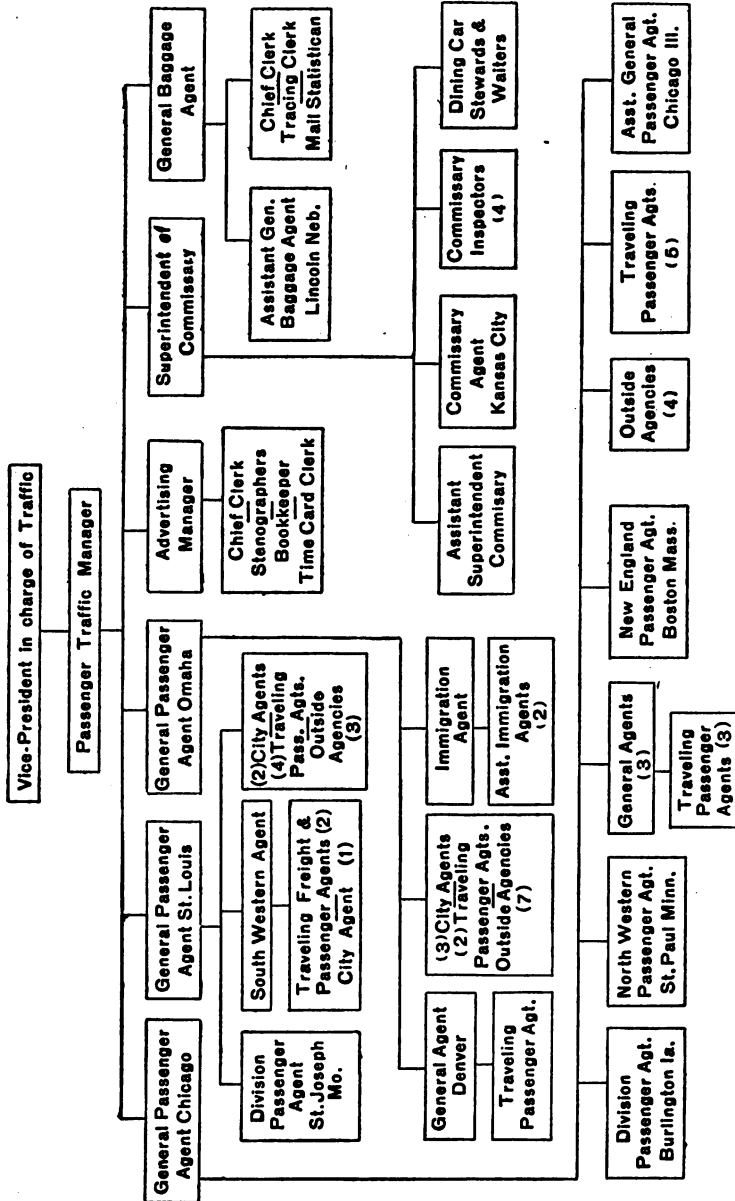 Vice-President in charge of Traffic
Passenger Traffic Manager
General Passenger
Agent Chicago
General Passenger
Agent St. Louis
General Passenger
Agent Omaha
Advertising
Manager
Superintendent of
Commissary
General Baggage
Agent
Division
Passenger
Agent
St. Joseph
Mo.
South Western Agent
Traveling Freight &
Passenger Agents (2)
City Agent (1)
(2) City Agents
(4) Traveling
Pass. Agts.
Outside
Agencies
(3)
Chief Clerk
Stenographers
Bookkeeper
Time Card Clerk
Assistant Gen.
Baggage Agent
Lincoln Neb.
Chief Clerk
Tracing Clerk
Mail Statistican
General Agent
Denver
Traveling
Passenger Agt.
(3) City Agents
(2) Traveling
Passenger Agts.
Outside Agencies
(7)
Immigration
Agent
Asst. Immigration
Agents
(2)
Assistant
Superintendent
Commisary
Commissary
Agent
Kansas City
Commissary
Inspectors
(4)
Dining Car
Stewards &
Waiters
Division
Passenger Agt.
Burlington Ia.
North Western
Passenger Agt.
St. Paul Minn.
General Agents
(3)
Traveling
Passenger
Agents (3)
New England
Passenger Agt.
Boston Mass.
Outside
Agencies
(4)
Traveling
Passenger Agts.
(5)
Asst. General
Passenger Agt.
Chicago Ill.